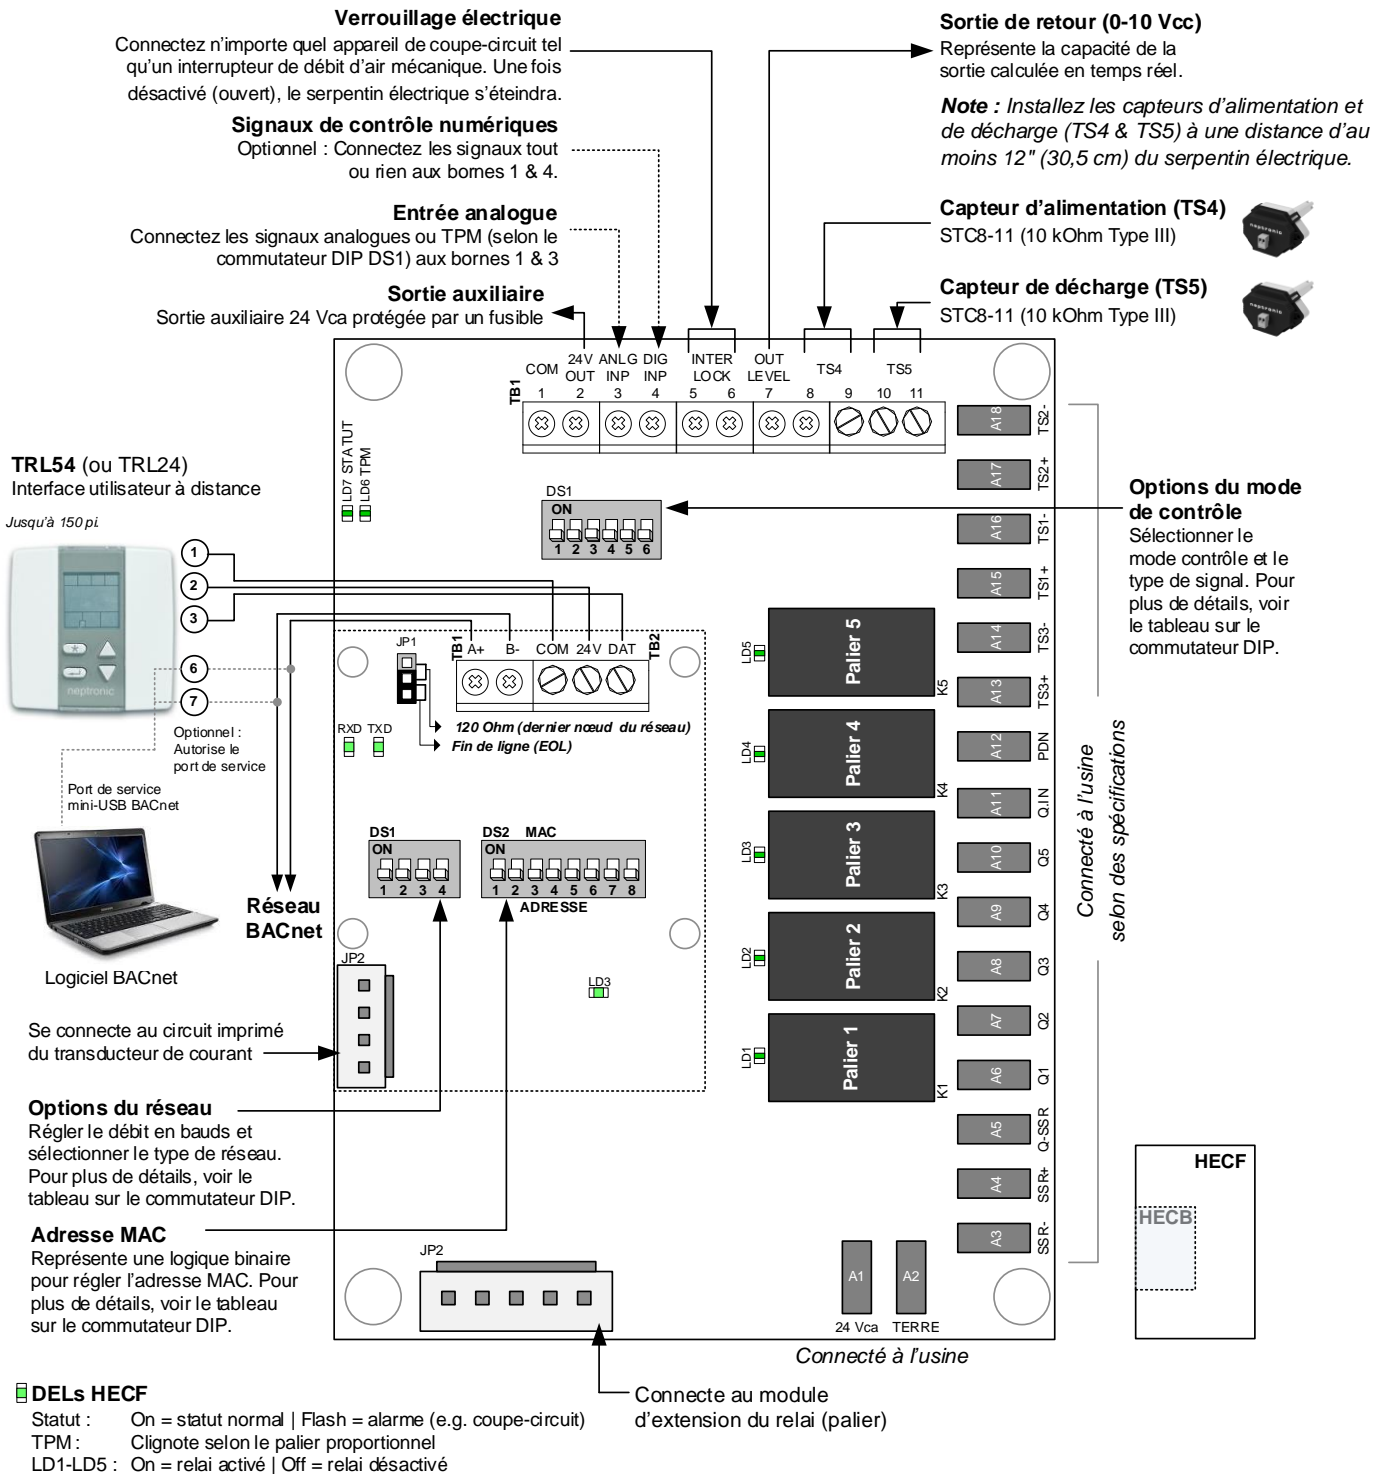 Verrouillage électrique
Connectez n'importe quel appareil de coupe-circuit tel
qu'un interrupteur de débit d'air mécanique. Une fois
désactivé (ouvert), le serpentin électrique s'éteindra.
Signaux de contrôle numériques
Optionnel : Connectez les signaux tout
ou rien aux bornes 1 & 4.
Entrée analogue
Connectez les signaux analogues ou TPM (selon le
commutateur DIP DS1) aux bornes 1 & 3
Sortie auxiliaire
Sortie auxiliaire 24 Vca protégée par un fusible
Sortie de retour (0-10 Vcc)
Représente la capacité de la
sortie calculée en temps réel.
Note : Installez les capteurs d'alimentation et
de décharge (TS4 & TS5) à une distance d'au
moins 12" (30,5 cm) du serpentin électrique.
Capteur d'alimentation (TS4)
STC8-11 (10 kOhm Type III)
neptronic
Capteur de décharge (TS5)
STC8-11 (10 kOhm Type III)
neptronic
TB1
COM
24V OUT
ANLG INP
DIG INP
INTER LOCK
OUT LEVEL
TS4
TS5
1 2 3 4 5 6 7 8 9 10 11
LD7 STATUT
LD6 TPM
DS1
ON
1 2 3 4 5 6
TRL54 (ou TRL24)
Interface utilisateur à distance
Jusqu'à 150 pi.
neptronic
1
2
3
6
7
Optionnel :
Autorise le
port de service
Port de service
mini-USB BACnet
Logiciel BACnet
Réseau
BACnet
JP1
TB1
A+ B- COM 24V DAT
TB2
120 Ohm (dernier nœud du réseau)
Fin de ligne (EOL)
RXD TXD
DS1
ON
1 2 3 4
DS2 MAC
ON
1 2 3 4 5 6 7 8
ADRESSE
LD3
JP2
Se connecte au circuit imprimé
du transducteur de courant
Options du réseau
Régler le débit en bauds et
sélectionner le type de réseau.
Pour plus de détails, voir le
tableau sur le commutateur DIP.
Adresse MAC
Représente une logique binaire
pour régler l'adresse MAC. Pour
plus de détails, voir le tableau
sur le commutateur DIP.
JP2
LD5 Palier 5 K5
LD4 Palier 4 K4
LD3 Palier 3 K3
LD2 Palier 2 K2
LD1 Palier 1 K1
A18 TS2-
A17 TS2+
A16 TS1-
A15 TS1+
A14 TS3-
A13 TS3+
A12 PDN
A11 Q.IN
A10 Q5
A9 Q4
A8 Q3
A7 Q2
A6 Q1
A5 Q-SSR
A4 SSR+
A3 SSR-
A1 A2
24 Vca TERRE
Connecté à l'usine
Connecté à l'usine
selon des spécifications
Options du mode
de contrôle
Sélectionner le
mode contrôle et le
type de signal. Pour
plus de détails, voir
le tableau sur le
commutateur DIP.
HECF
HECB
Connecte au module
d'extension du relai (palier)
DELs HECF
Statut : On = statut normal | Flash = alarme (e.g. coupe-circuit)
TPM : Clignote selon le palier proportionnel
LD1-LD5 : On = relai activé | Off = relai désactivé